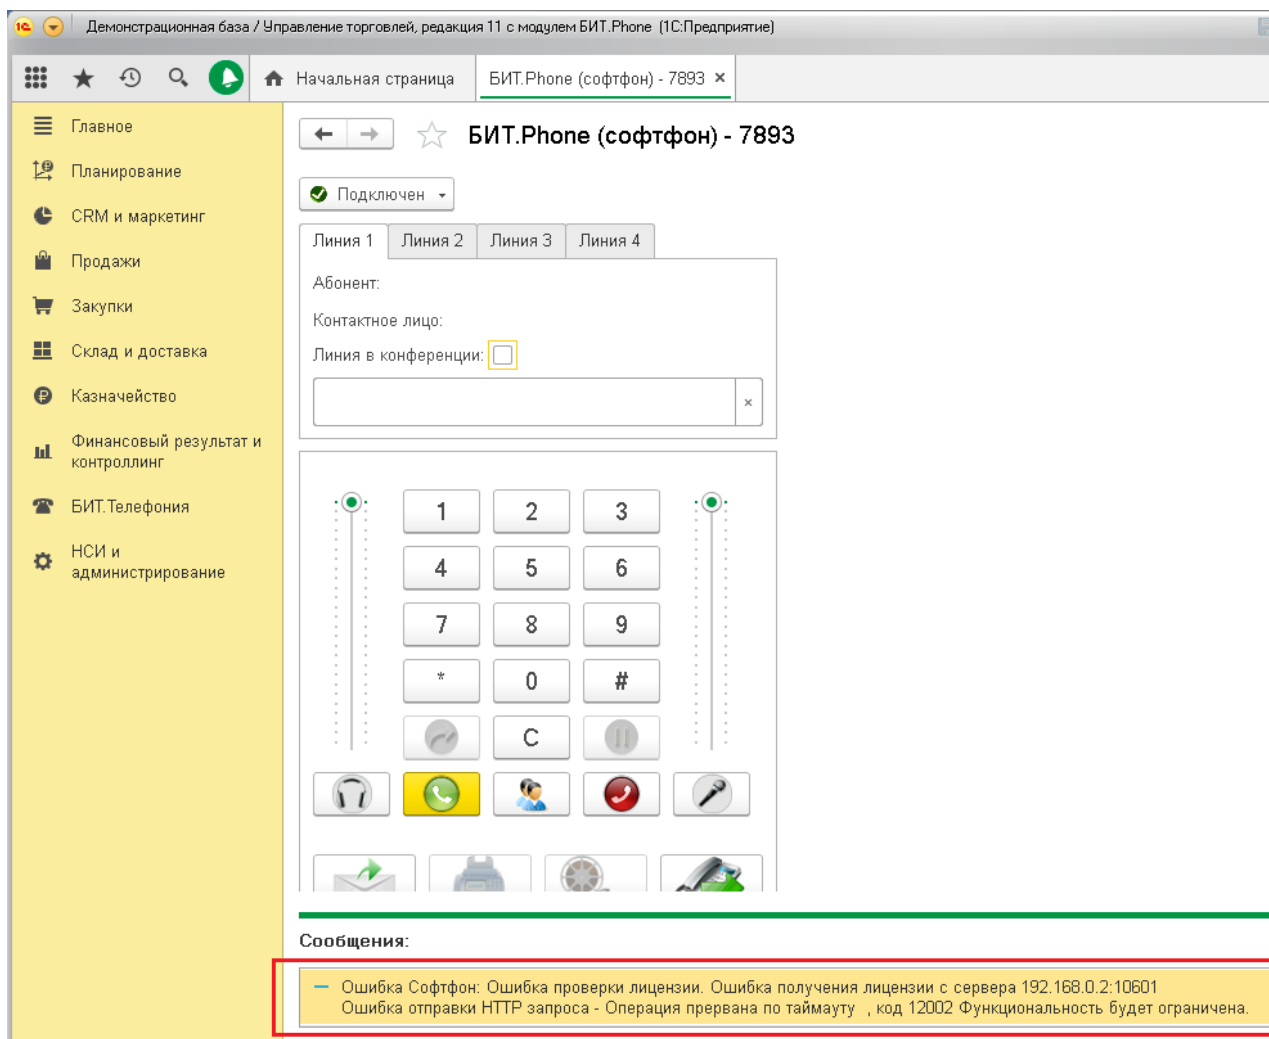 Демонстрационная база / Управление торговлей, редакция 11 с модулем БИТ.Phone (1С:Предприятие)
Начальная страница
БИТ.Phone (софтфон) - 7893 ×
Главное
Планирование
CRM и маркетинг
Продажи
Закупки
Склад и доставка
Казначейство
Финансовый результат и
контроллинг
БИТ.Телефония
НСИ и
администрирование
БИТ.Phone (софтфон) - 7893
Подключен
Линия 1
Линия 2
Линия 3
Линия 4
Абонент:
Контактное лицо:
Линия в конференции:
×
1 2 3
4 5 6
7 8 9
* 0 #
C
Сообщения:
Ошибка Софтфон: Ошибка проверки лицензии. Ошибка получения лицензии с сервера 192.168.0.2:10601
Ошибка отправки HTTP запроса - Операция прервана по таймауту , код 12002 Функциональность будет ограничена.